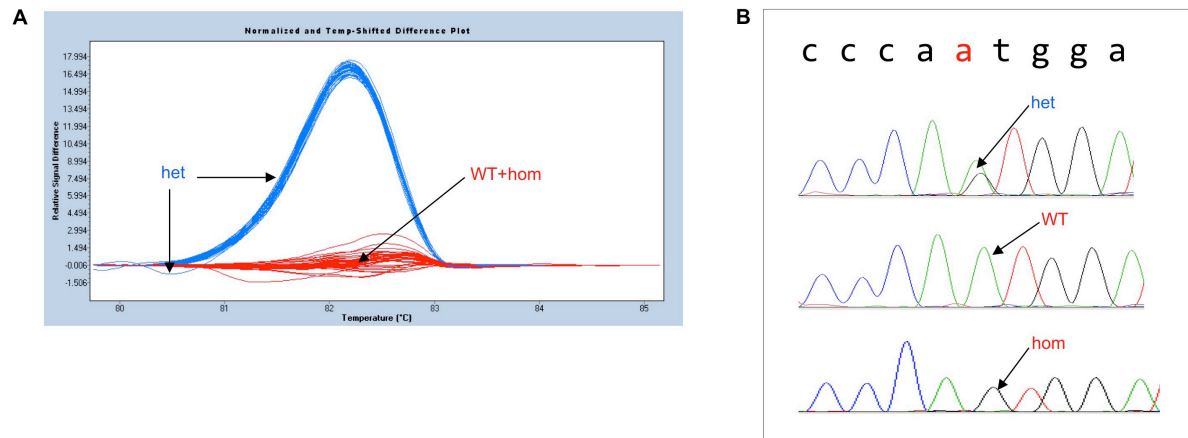 A
Normalized and Temp-Shifted Difference Plot
Relative Signal Difference
17.994
16.494
14.994
13.494
11.994
10.494
8.994
7.494
5.994
4.494
2.994
1.494
-0.006
-1.506
het
WT+hom
80
81
82
83
84
85
Temperature (°C)
B
c c c a a t g g a
het
WT
hom